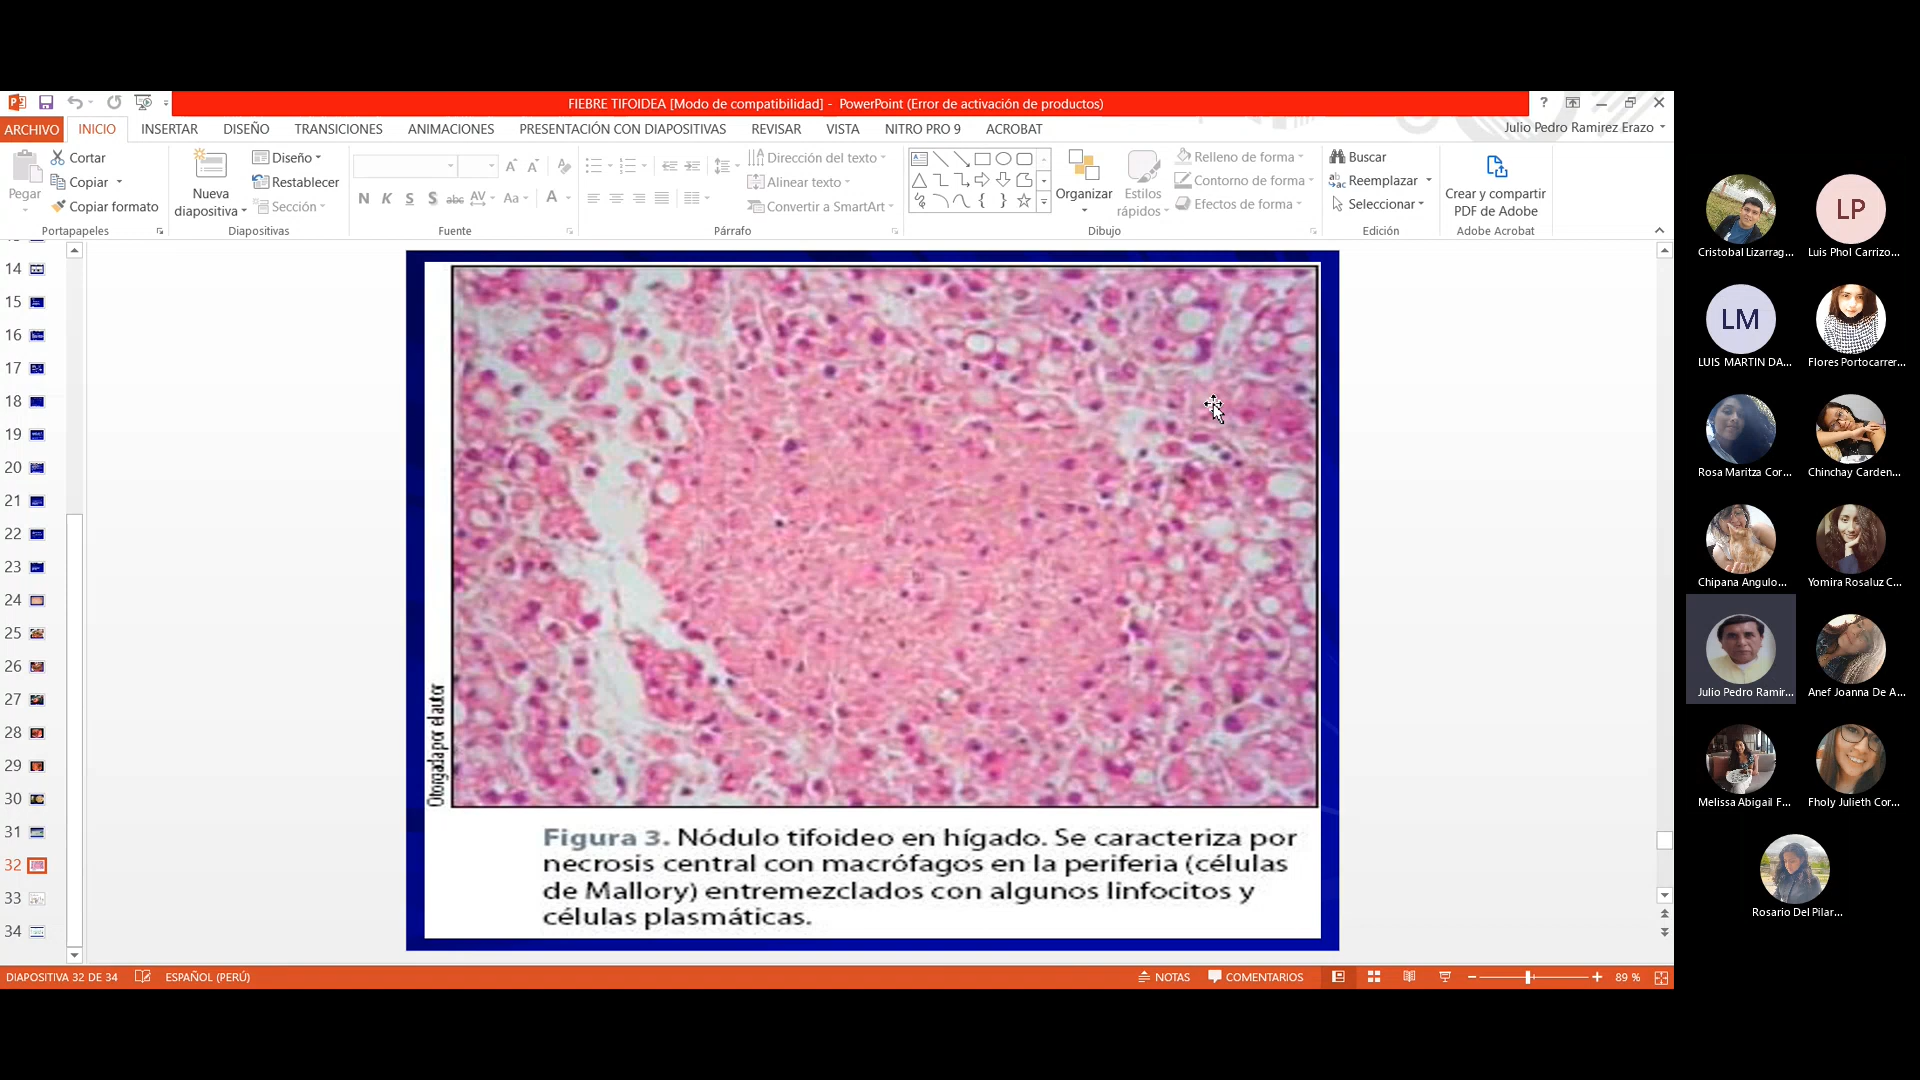 FIEBRE TIFOIDEA [Modo de compatibilidad] - PowerPoint (Error de activación de productos)
?
ARCHIVO INICIO INSERTAR DISEÑO TRANSICIONES ANIMACIONES PRESENTACIÓN CON DIAPOSITIVAS REVISAR VISTA NITRO PRO 9 ACROBAT
Julio Pedro Ramirez Erazo
Pegar
Cortar
Copiar
Copiar formato
Portapapeles
Nueva
diapositiva
Diseño
Restablecer
Sección
Diapositivas
N K S S abc AV Aa A
Fuente
Dirección del texto
Alinear texto
Convertir a SmartArt
Párrafo
Organizar
Estilos
rápidos
Relleno de forma
Contorno de forma
Efectos de forma
Dibujo
Buscar
Reemplazar
Seleccionar
Edición
Crear y compartir
PDF de Adobe
Adobe Acrobat
14
15
16
17
18
19
20
21
22
23
24
25
26
27
28
29
30
31
32
33
34
Otorgada por el autor
Figura 3. Nódulo tifoideo en hígado. Se caracteriza por
necrosis central con macrófagos en la periferia (células
de Mallory) entremezclados con algunos linfocitos y
células plasmáticas.
DIAPOSITIVA 32 DE 34 ESPAÑOL (PERÚ) NOTAS COMENTARIOS 89 %
LP
Cristobal Lizarrag... Luis Phol Carrizo...
LM
LUIS MARTIN DA... Flores Portocarrer...
Rosa Maritza Cor... Chinchay Carden...
Chipana Angulo... Yomira Rosaluz C...
Julio Pedro Ramir... Anef Joanna De A...
Melissa Abigail F... Fholy Julieth Cor...
Rosario Del Pilar...